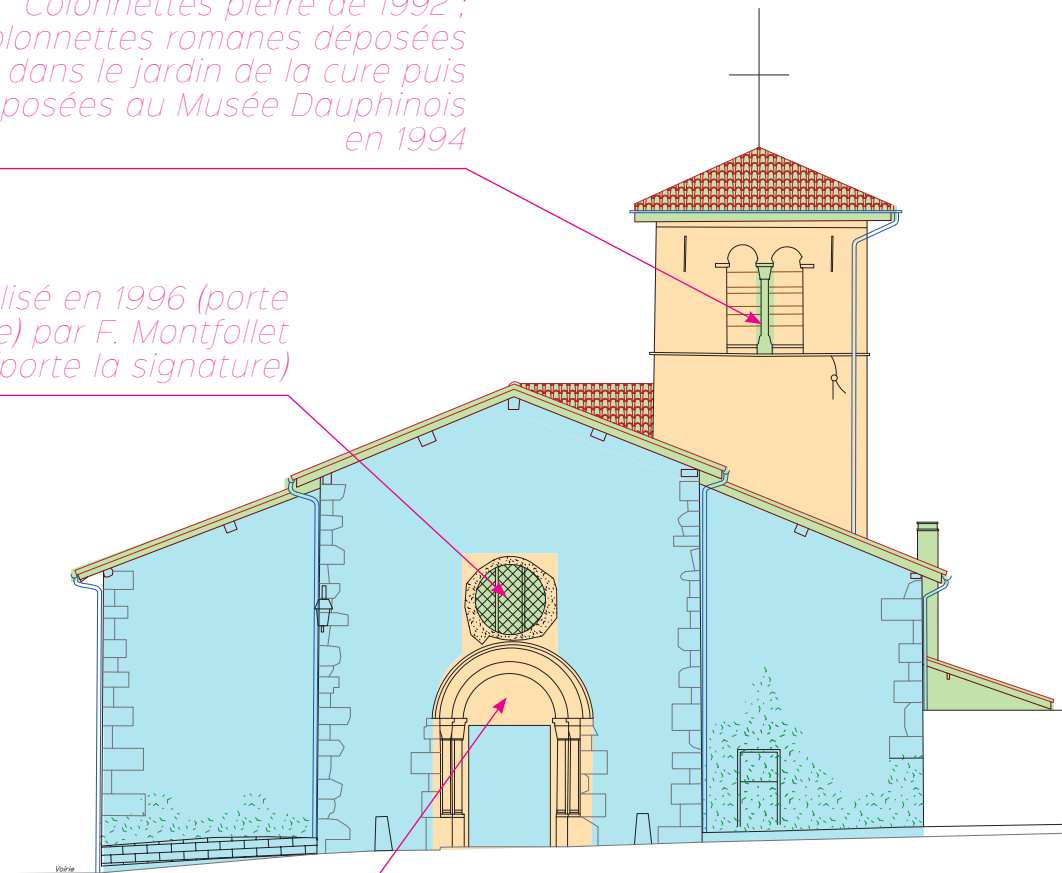 Colonnettes pierre de 1992 ;
colonnettes romanes déposées
dans le jardin de la cure puis
posées au Musée Dauphinois
en 1994
lisé en 1996 (porte
e) par F. Montfollet
porte la signature)
Voirie